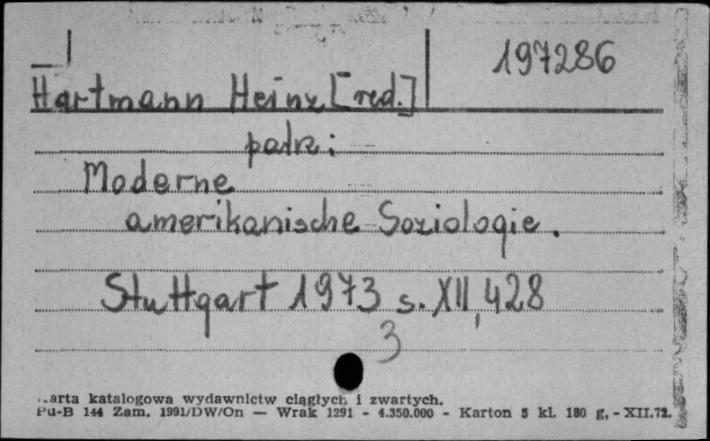 197286
Hartmann Heinz [red.]
patrz:
Moderne
amerikanische Soziologie.
Stuttgart 1973 s. XII, 428
3
Karta katalogowa wydawnictw ciągłych i zwartych.
Pu-B 144 Zam. 1991/DW/On — Wrak 1291 - 4.350.000 - Karton 5 kl. 180 g, - XII.72.